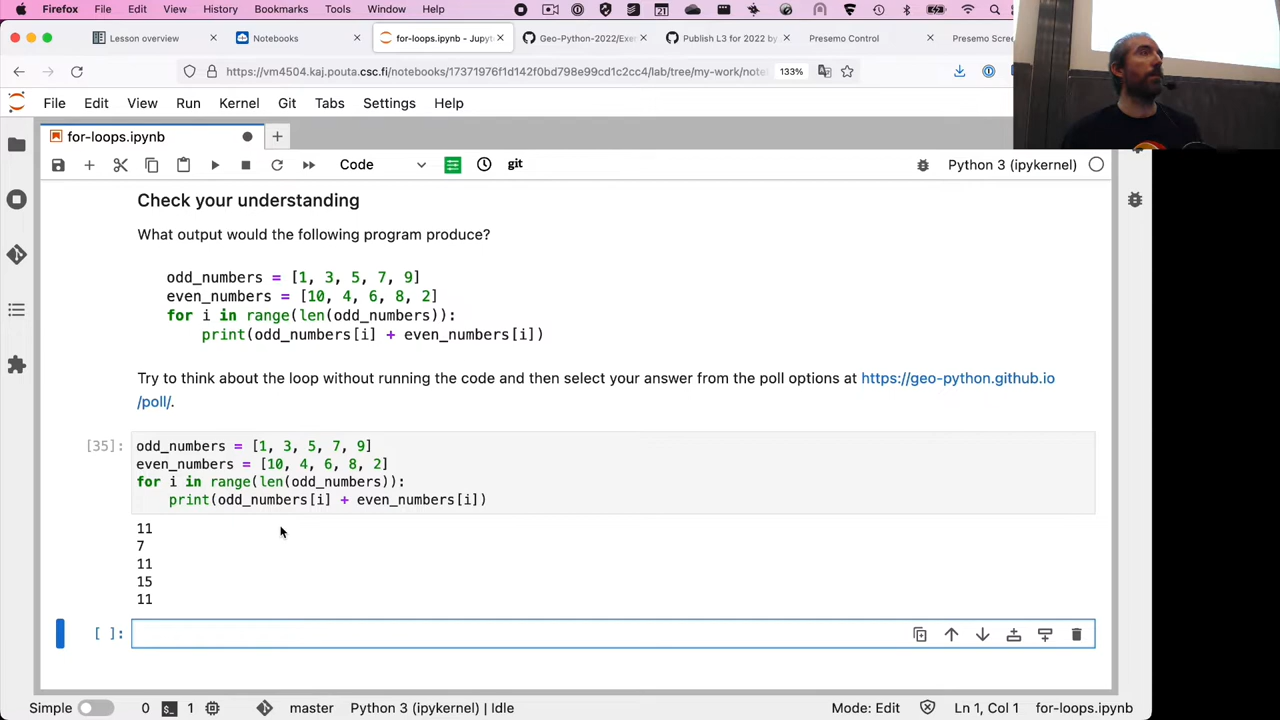 Firefox File Edit View History Bookmarks Tools Window Help
Lesson overview Notebooks for-loops.ipynb - Jupyt Geo-Python-2022/Exer Publish L3 for 2022 by Presemo Control Presemo Scree
https://vm4504.kaj.pouta.csc.fi/notebooks/17371976f1d142f0bd798e99cd1c2cc4/lab/tree/my-work/note 133%
File Edit View Run Kernel Git Tabs Settings Help
for-loops.ipynb
Code git Python 3 (ipykernel)
Check your understanding
What output would the following program produce?
odd_numbers = [1, 3, 5, 7, 9]
even_numbers = [10, 4, 6, 8, 2]
for i in range(len(odd_numbers)):
    print(odd_numbers[i] + even_numbers[i])
Try to think about the loop without running the code and then select your answer from the poll options at https://geo-python.github.io
/poll/.
[35]: odd_numbers = [1, 3, 5, 7, 9]
even_numbers = [10, 4, 6, 8, 2]
for i in range(len(odd_numbers)):
    print(odd_numbers[i] + even_numbers[i])
11
7
11
15
11
[ ]:
Simple 0 1 master Python 3 (ipykernel) | Idle Mode: Edit Ln 1, Col 1 for-loops.ipynb